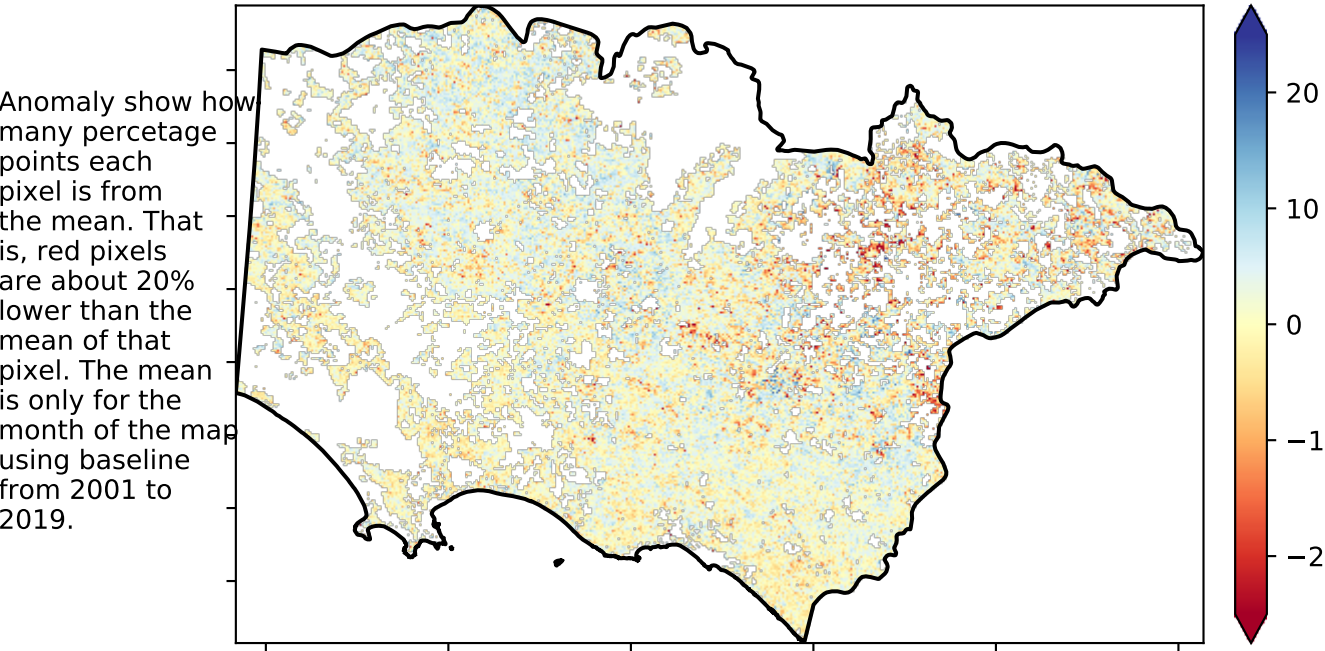 Anomaly show how
many percetage
points each
pixel is from
the mean. That
is, red pixels
are about 20%
lower than the
mean of that
pixel. The mean
is only for the
month of the map
using baseline
from 2001 to
2019.
20
10
0
−1
−2